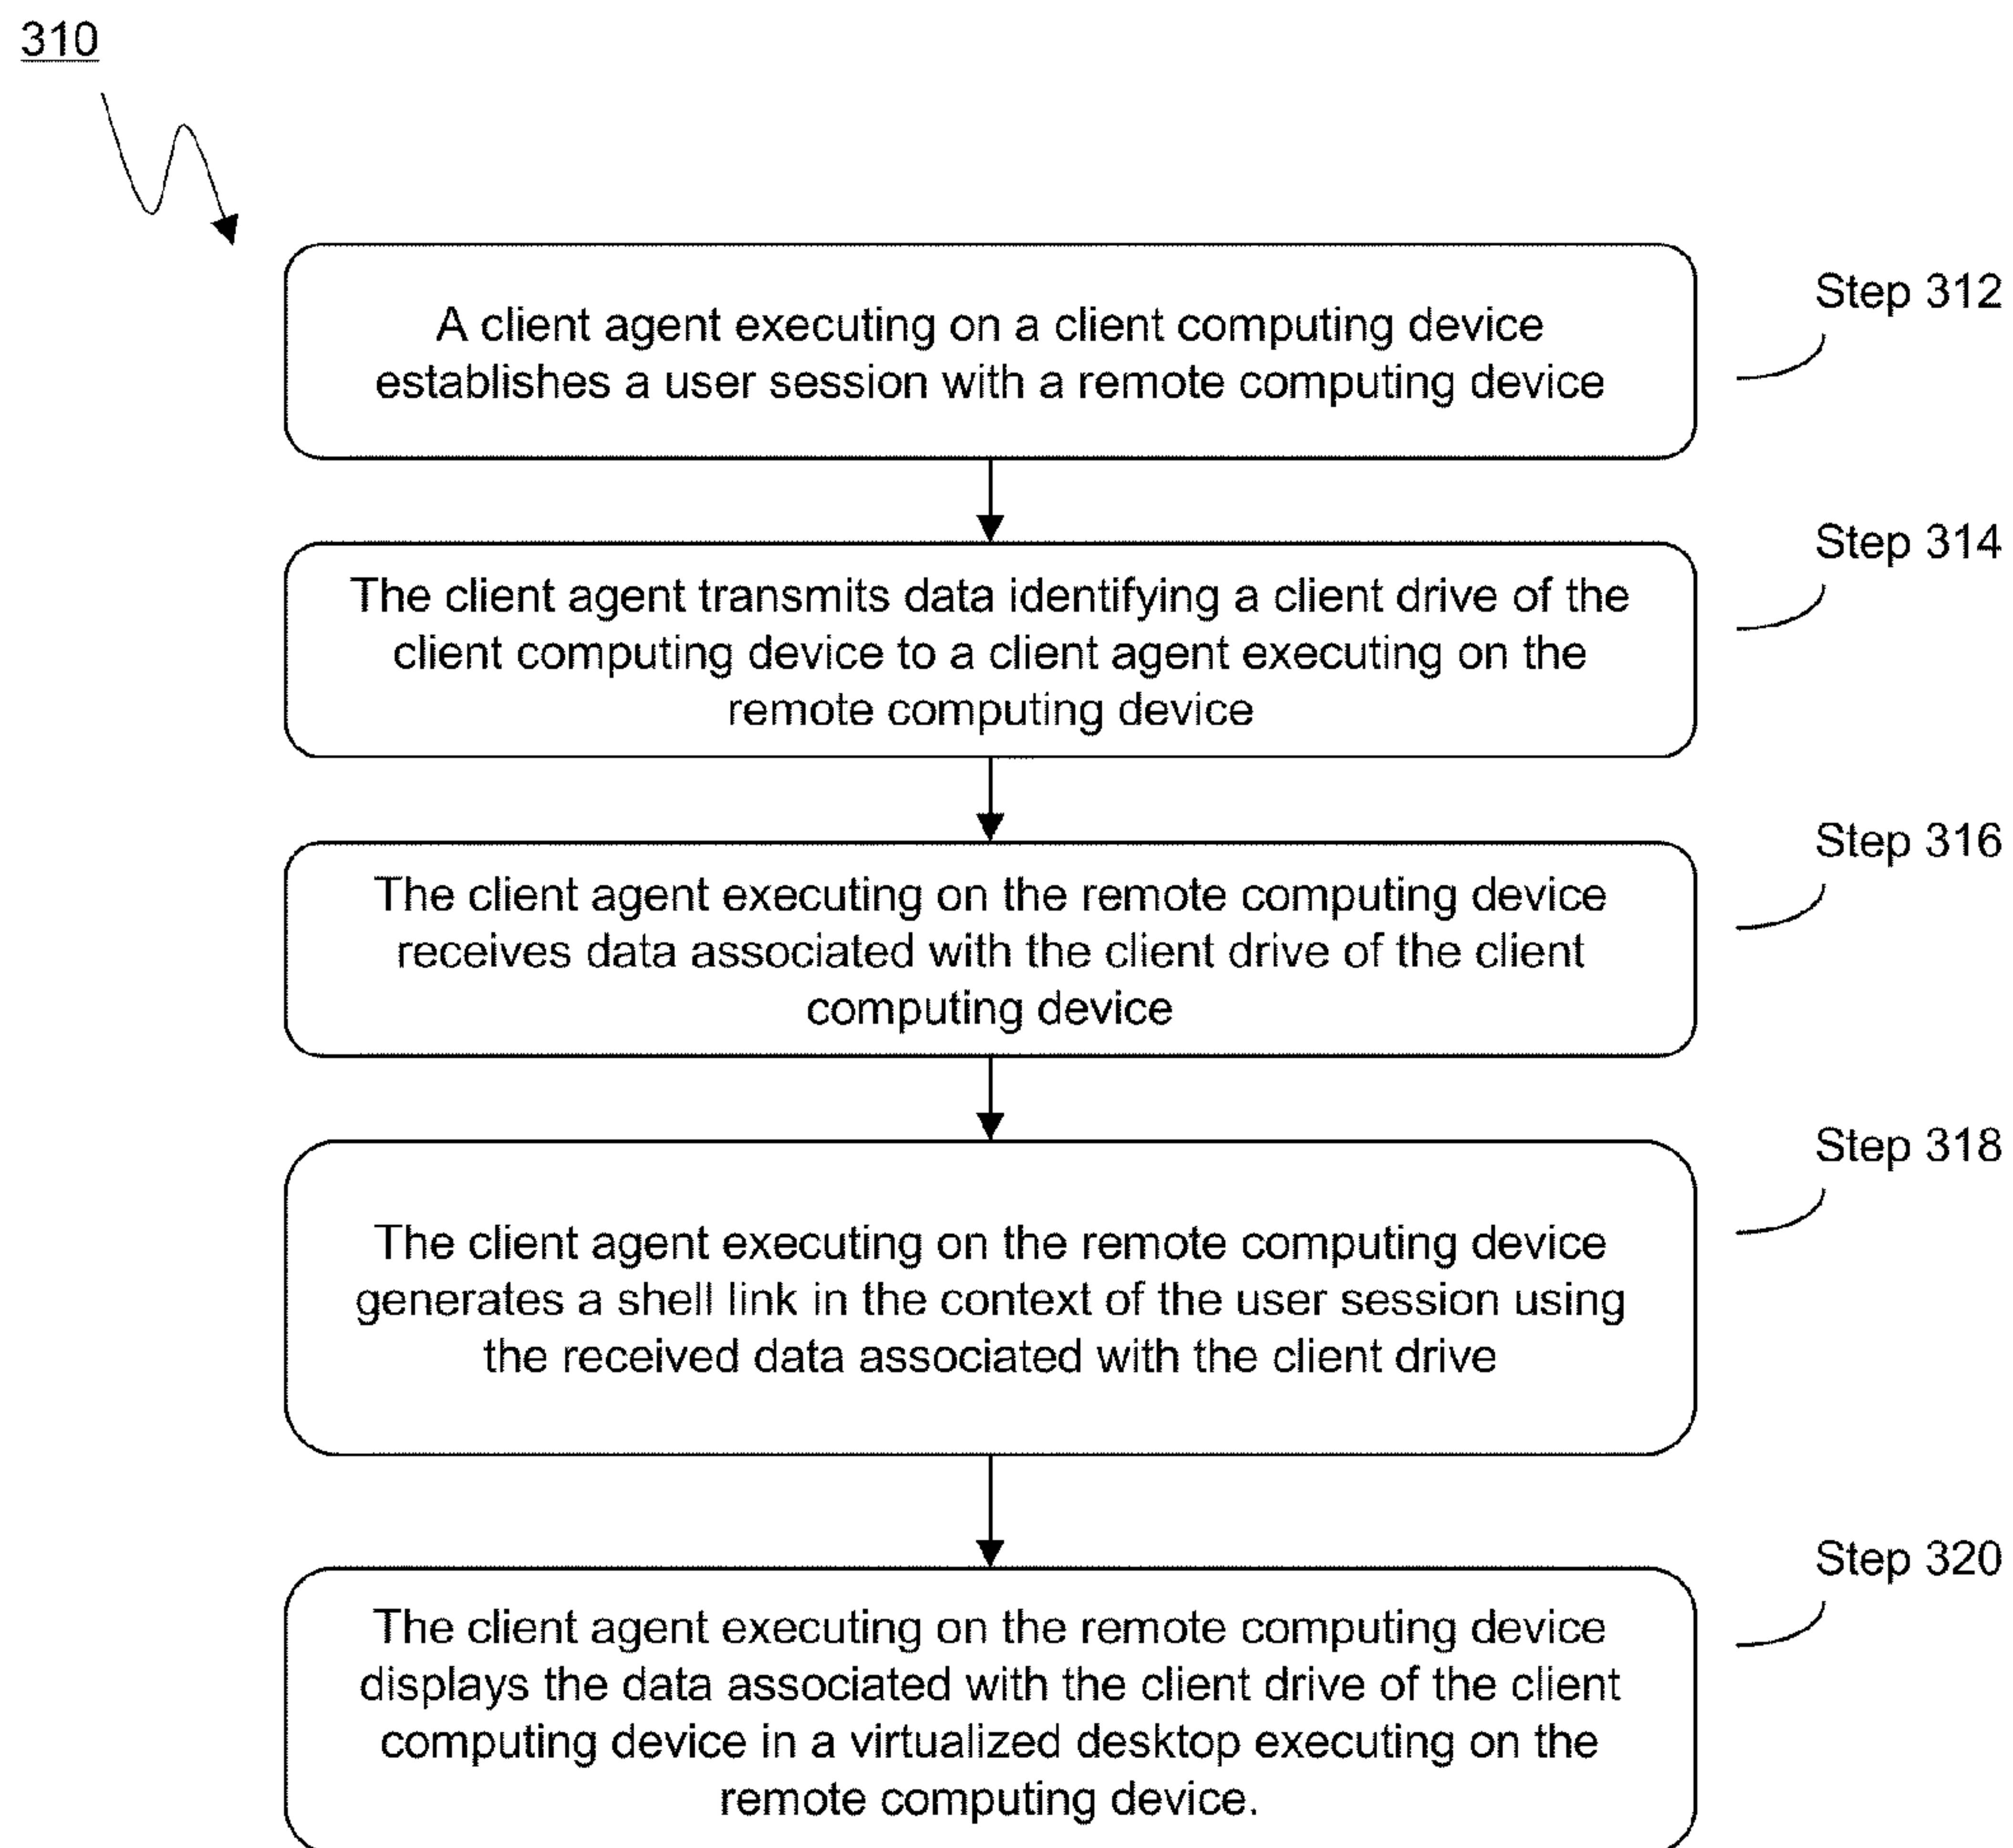 310
Step 312
A client agent executing on a client computing device
establishes a user session with a remote computing device
Step 314
The client agent transmits data identifying a client drive of the
client computing device to a client agent executing on the
remote computing device
Step 316
The client agent executing on the remote computing device
receives data associated with the client drive of the client
computing device
Step 318
The client agent executing on the remote computing device
generates a shell link in the context of the user session using
the received data associated with the client drive
Step 320
The client agent executing on the remote computing device
displays the data associated with the client drive of the client
computing device in a virtualized desktop executing on the
remote computing device.